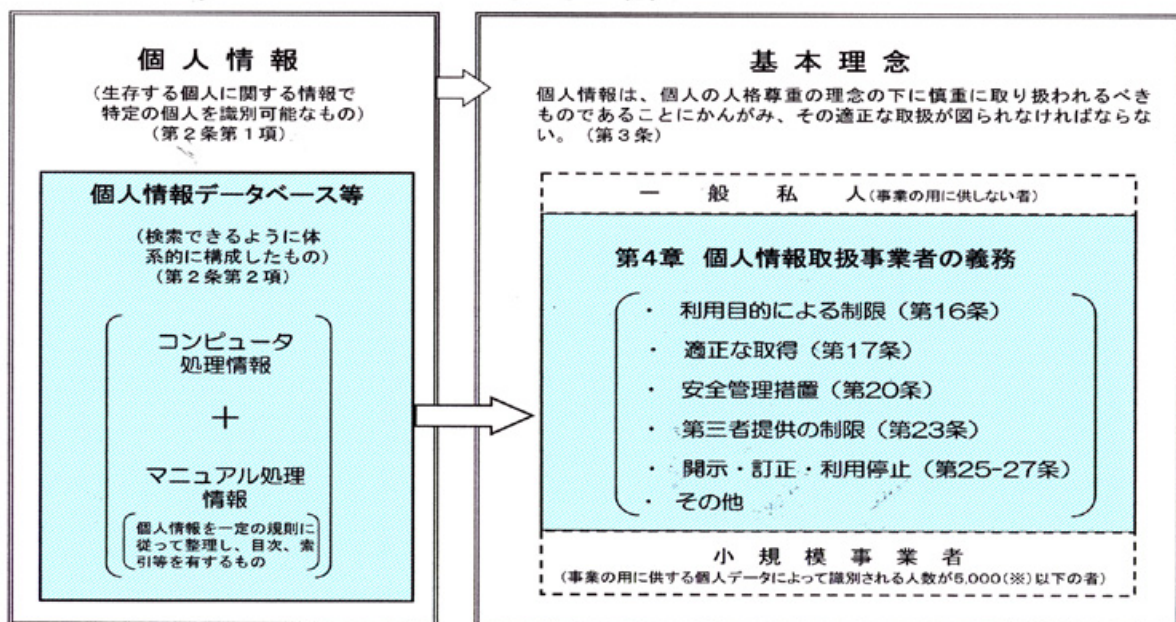 個人情報
(生存する個人に関する情報で
特定の個人を識別可能なもの)
(第2条第1項)
個人情報データベース等
(検索できるように体
系的に構成したもの)
(第2条第2項)
コンピュータ
処理情報
＋
マニュアル処理
情報
個人情報を一定の規則に
従って整理し、目次、索
引等を有するもの
基本理念
個人情報は、個人の人格尊重の理念の下に慎重に取り扱われるべき
ものであることにかんがみ、その適正な取扱が図られなければならな
い。(第3条)
一般私人(事業の用に供しない者)
第4章 個人情報取扱事業者の義務
・ 利用目的による制限(第16条)
・ 適正な取得(第17条)
・ 安全管理措置(第20条)
・ 第三者提供の制限(第23条)
・ 開示・訂正・利用停止(第25-27条)
・ その他
小規模事業者
(事業の用に供する個人データによって識別される人数が5,000(※)以下の者)